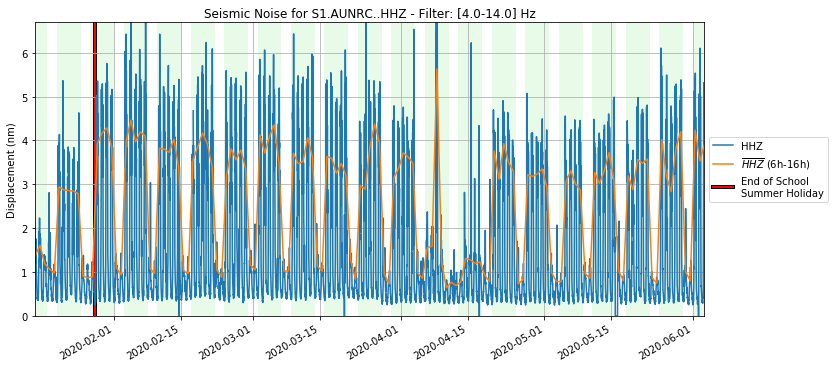 Seismic Noise for S1.AUNRC..HHZ - Filter: [4.0-14.0] Hz
Displacement (nm)
6
5
4
3
2
1
0
2020-02-01
2020-02-15
2020-03-01
2020-03-15
2020-04-01
2020-04-15
2020-05-01
2020-05-15
2020-06-01
HHZ
HHZ (6h-16h)
End of School
Summer Holiday